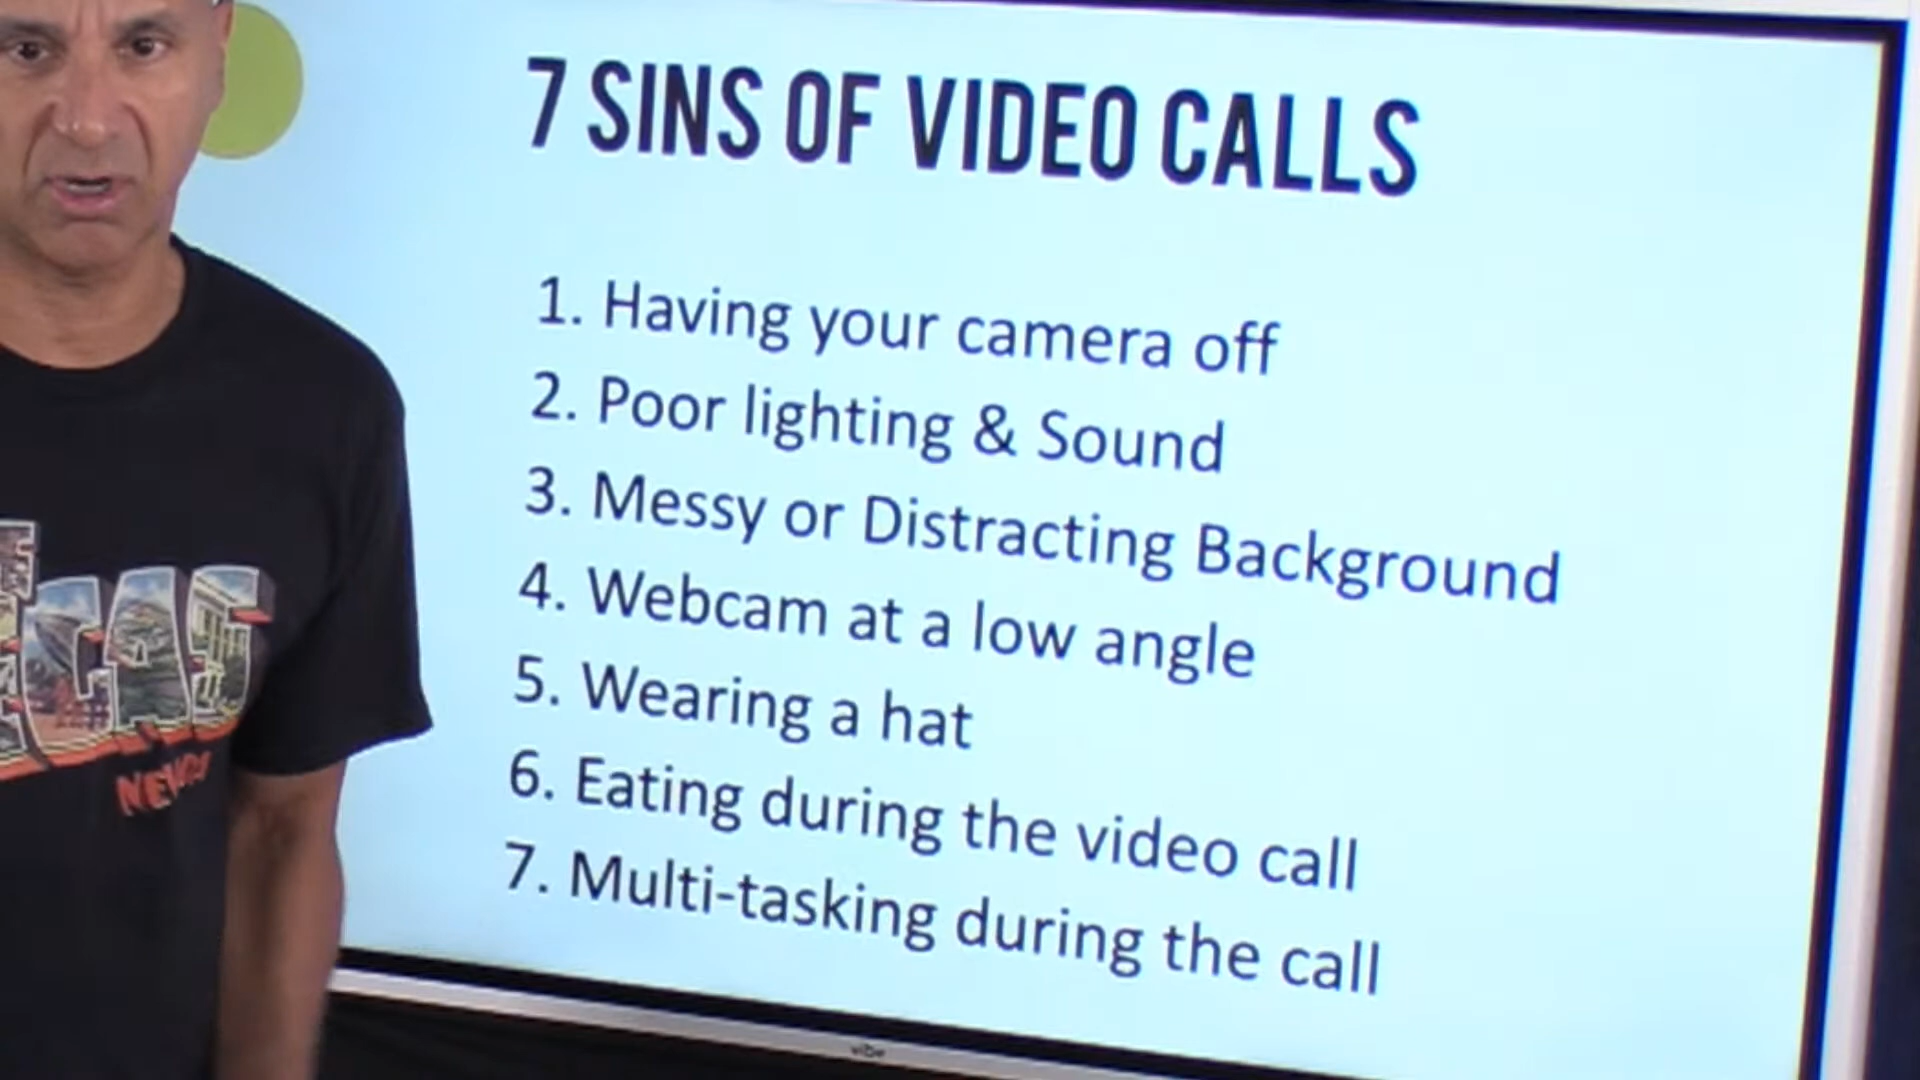 7 SINS OF VIDEO CALLS
1. Having your camera off
2. Poor lighting & Sound
3. Messy or Distracting Background
4. Webcam at a low angle
5. Wearing a hat
6. Eating during the video call
7. Multi-tasking during the call
vibe